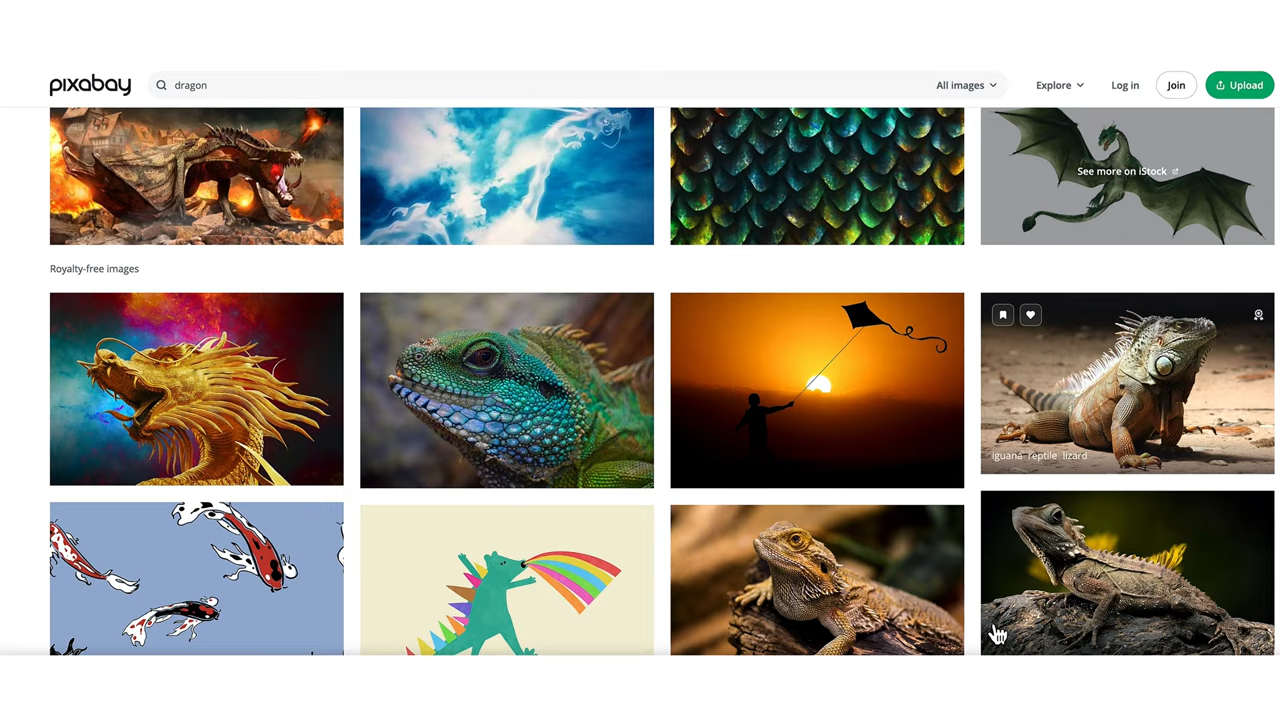 pixabay
dragon
All images
Explore
Log in
Join
Upload
See more on iStock
Royalty-free images
iguana reptile lizard